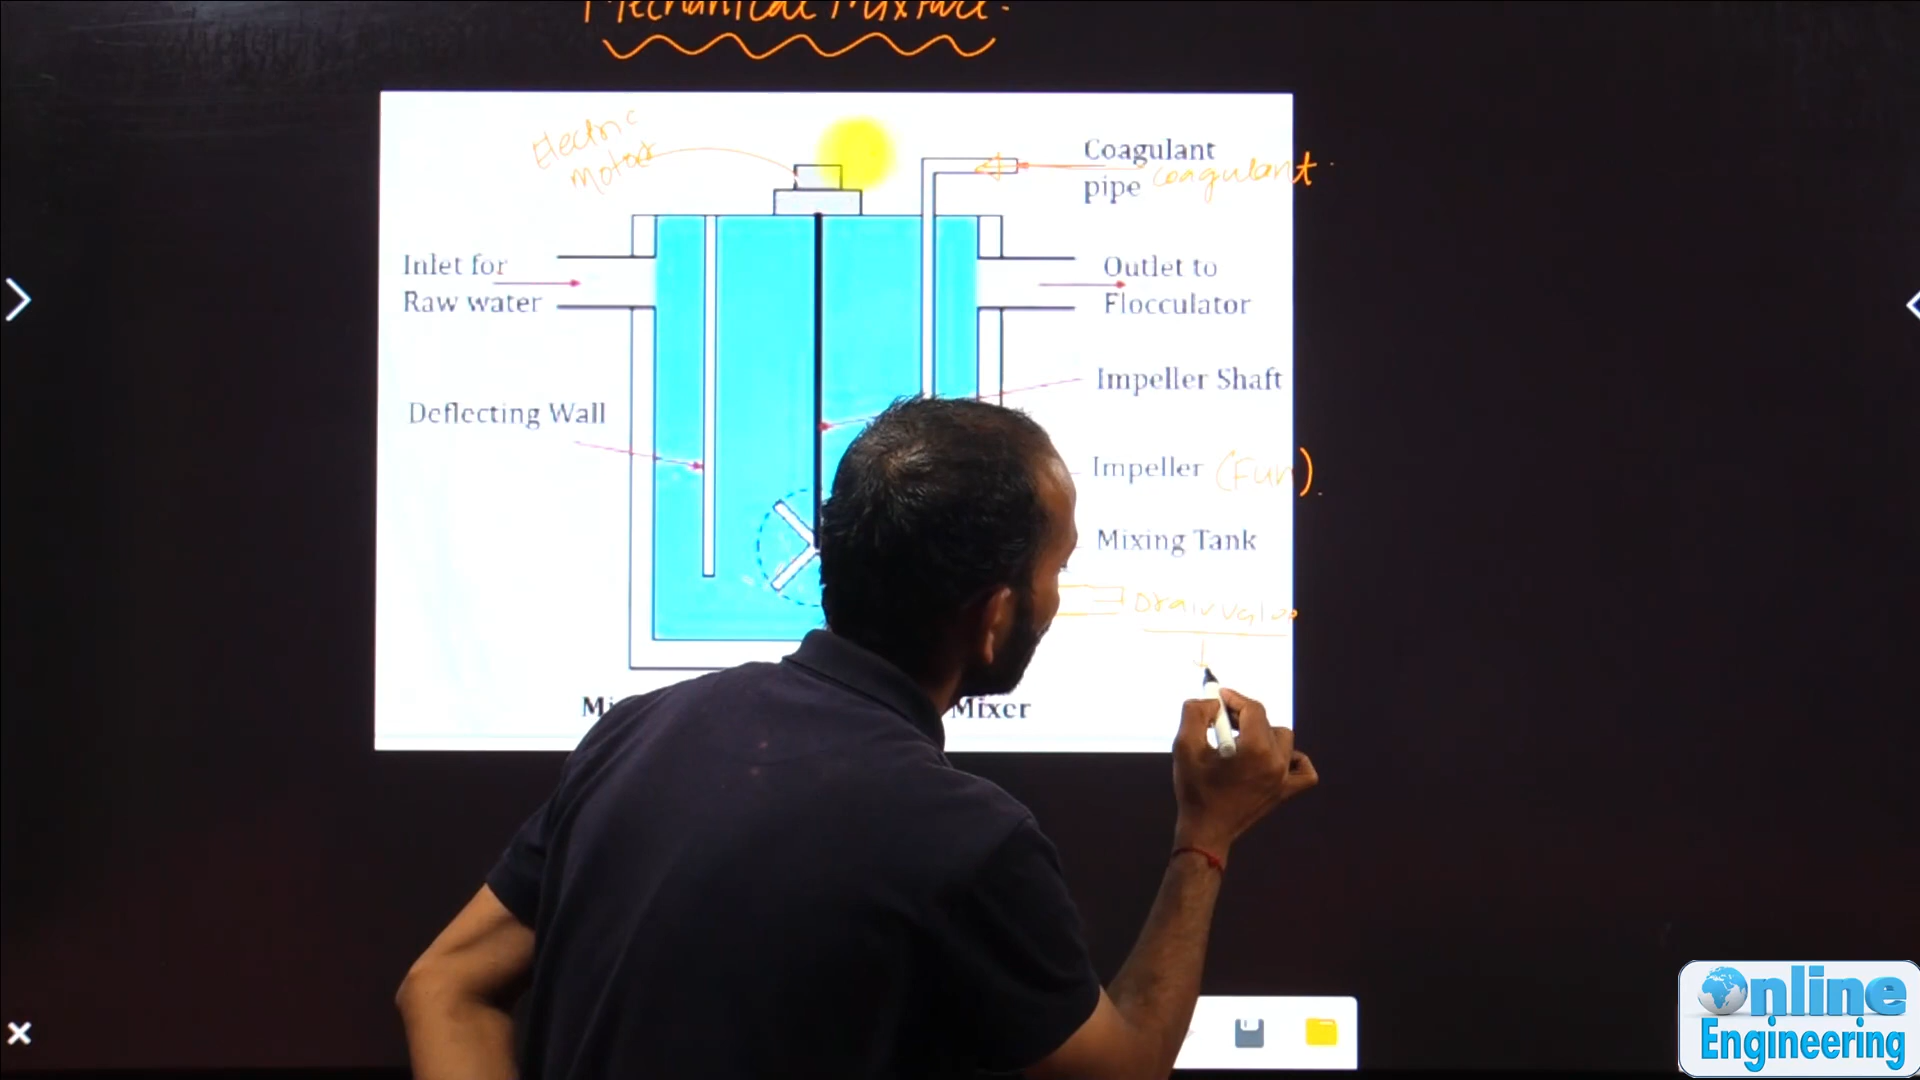 Mechanical Mixture.
Electric
Motor
Coagulant
pipe
coagulant
Inlet for
Raw water
Outlet to
Flocculator
Impeller Shaft
Deflecting Wall
Impeller (Fun).
Mixing Tank
Drain valve
Mixer
Online
Engineering